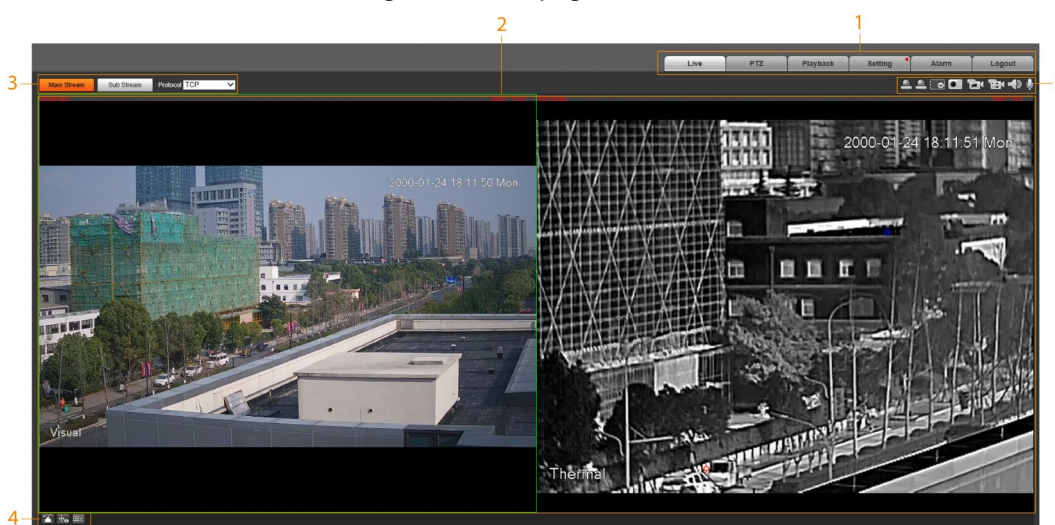 2
1
Live PTZ Playback Setting Alarm Logout
3
Main Stream Sub Stream Protocol TCP
2000-01-24 18:11:50 Mon
2000-01-24 18:11:51 Mon
Visual
Thermal
4